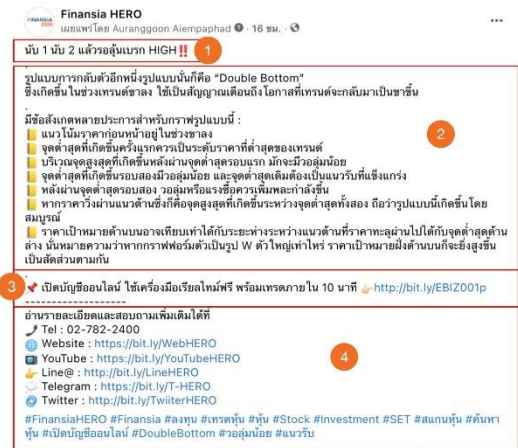 Finansia HERO
FINANSIA HERO
เผยแพร่โดย Auranggoon Aiempaphad · 16 ชม. ·
นับ 1 นับ 2 แล้วรอลุ้นเบรก HIGH‼️
1
.
รูปแบบการกลับตัวอีกหนึ่งรูปแบบนั่นก็คือ “Double Bottom”
ซึ่งเกิดขึ้นในช่วงเทรนด์ขาลง ใช้เป็นสัญญาณเตือนถึงโอกาสที่เทรนด์จะกลับมาเป็นขาขึ้น
.
มีข้อสังเกตหลายประการสำหรับกราฟรูปแบบนี้ :
📒 แนวโน้มราคาก่อนหน้าอยู่ในช่วงขาลง
2
📒 จุดต่ำสุดที่เกิดขึ้นครั้งแรกควรเป็นระดับราคาที่ต่ำสุดของเทรนด์
📒 บริเวณจุดสูงสุดที่เกิดขึ้นหลังผ่านจุดต่ำสุดรอบแรก มักจะมีวอลุ่มน้อย
📒 จุดต่ำสุดที่เกิดขึ้นรอบสองมีวอลุ่มน้อย และจุดต่ำสุดเดิมต้องเป็นแนวรับที่แข็งแกร่ง
📒 หลังผ่านจุดต่ำสุดรอบสอง วอลุ่มหรือแรงซื้อควรเพิ่มพละกำลังขึ้น
📒 หากราคาวิ่งผ่านแนวต้านซึ่งก็คือจุดสูงสุดที่เกิดขึ้นระหว่างจุดต่ำสุดทั้งสอง ถือว่ารูปแบบนี้เกิดขึ้นโดย
สมบูรณ์
📒 ราคาเป้าหมายด้านบนอาจเทียบเท่าได้กับระยะห่างระหว่างแนวต้านที่ราคาทะลุผ่านไปได้กับจุดต่ำสุดด้าน
ล่าง นั่นหมายความว่าหากกราฟฟอร์มตัวเป็นรูป W ตัวใหญ่เท่าไหร่ ราคาเป้าหมายฝั่งด้านบนก็จะยิ่งสูงขึ้น
เป็นสัดส่วนตามกัน
.
3 📌 เปิดบัญชีออนไลน์ ใช้เครื่องมือเรียลไทม์ฟรี พร้อมเทรดภายใน 10 นาที 👉http://bit.ly/EBIZ001p
-------------------
อ่านรายละเอียดและสอบถามเพิ่มเติมได้ที่
Tel : 02-782-2400
Website : https://bit.ly/WebHERO
4
YouTube : https://bit.ly/YouTubeHERO
Line@ : http://bit.ly/LineHERO
Telegram : https://bit.ly/T-HERO
Twitter : http://bit.ly/TwiiterHERO
#FinansiaHERO #Finansia #ลงทุน #เทรดหุ้น #หุ้น #Stock #Investment #SET #สแกนหุ้น #ค้นหา
หุ้น #เปิดบัญชีออนไลน์ #DoubleBottom #วอลุ่มน้อย #แนวรับ